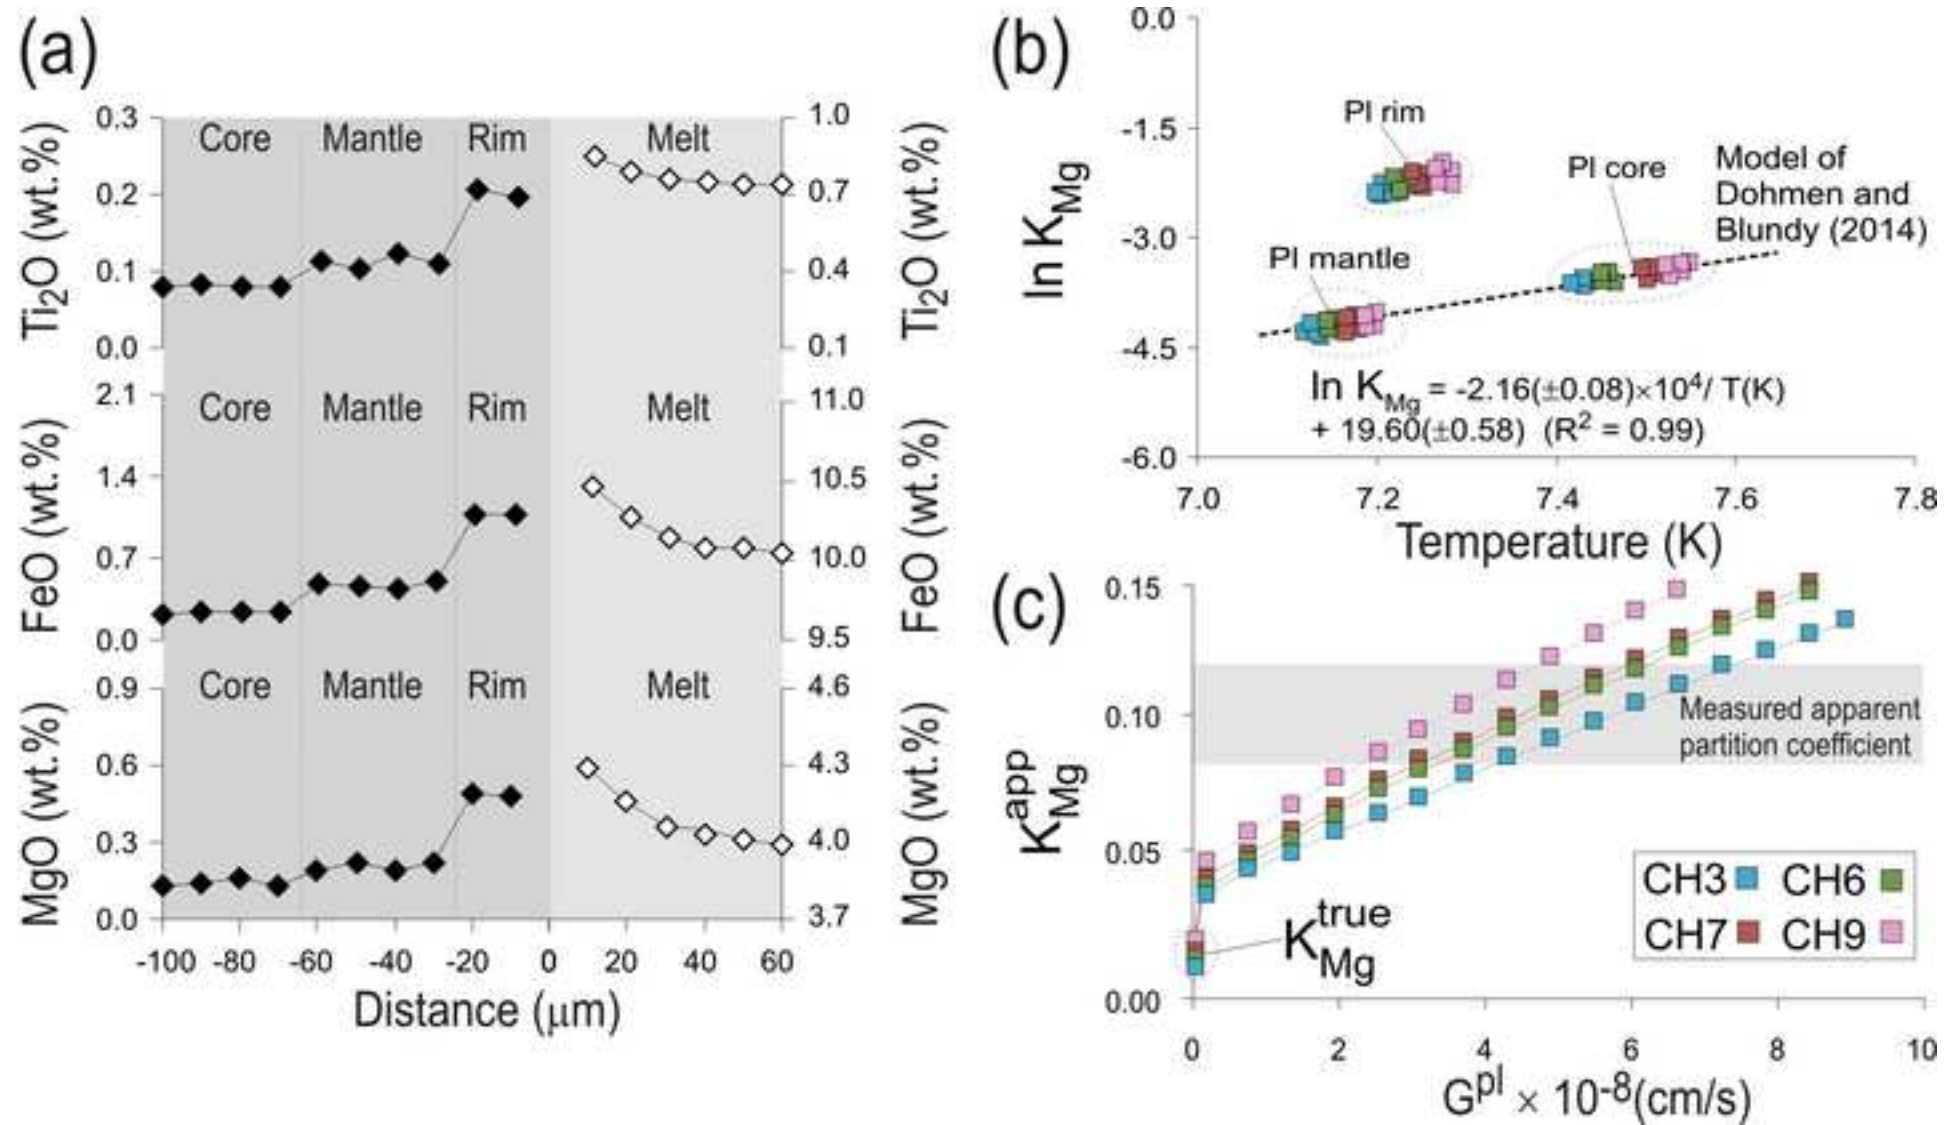 (a)
0.3
0.2
0.1
0.0
Ti2O (wt.%)
Core Mantle Rim Melt
1.0
0.7
0.4
0.1
Ti2O (wt.%)
2.1
1.4
0.7
0.0
FeO (wt.%)
Core Mantle Rim Melt
11.0
10.5
10.0
9.5
FeO (wt.%)
0.9
0.6
0.3
0.0
MgO (wt.%)
Core Mantle Rim Melt
4.6
4.3
4.0
3.7
MgO (wt.%)
-100 -80 -60 -40 -20 0 20 40 60
Distance (μm)
(b)
0.0
-1.5
-3.0
-4.5
-6.0
ln KMg
Pl rim
Pl core
Pl mantle
Model of
Dohmen and
Blundy (2014)
ln KMg = -2.16(±0.08)×10⁴/ T(K)
+ 19.60(±0.58) (R² = 0.99)
7.0 7.2 7.4 7.6 7.8
Temperature (K)
(c)
0.15
0.10
0.05
0.00
KMg^app
Measured apparent
partition coefficient
KMg^true
CH3 CH6
CH7 CH9
0 2 4 6 8 10
G^pl × 10^-8(cm/s)